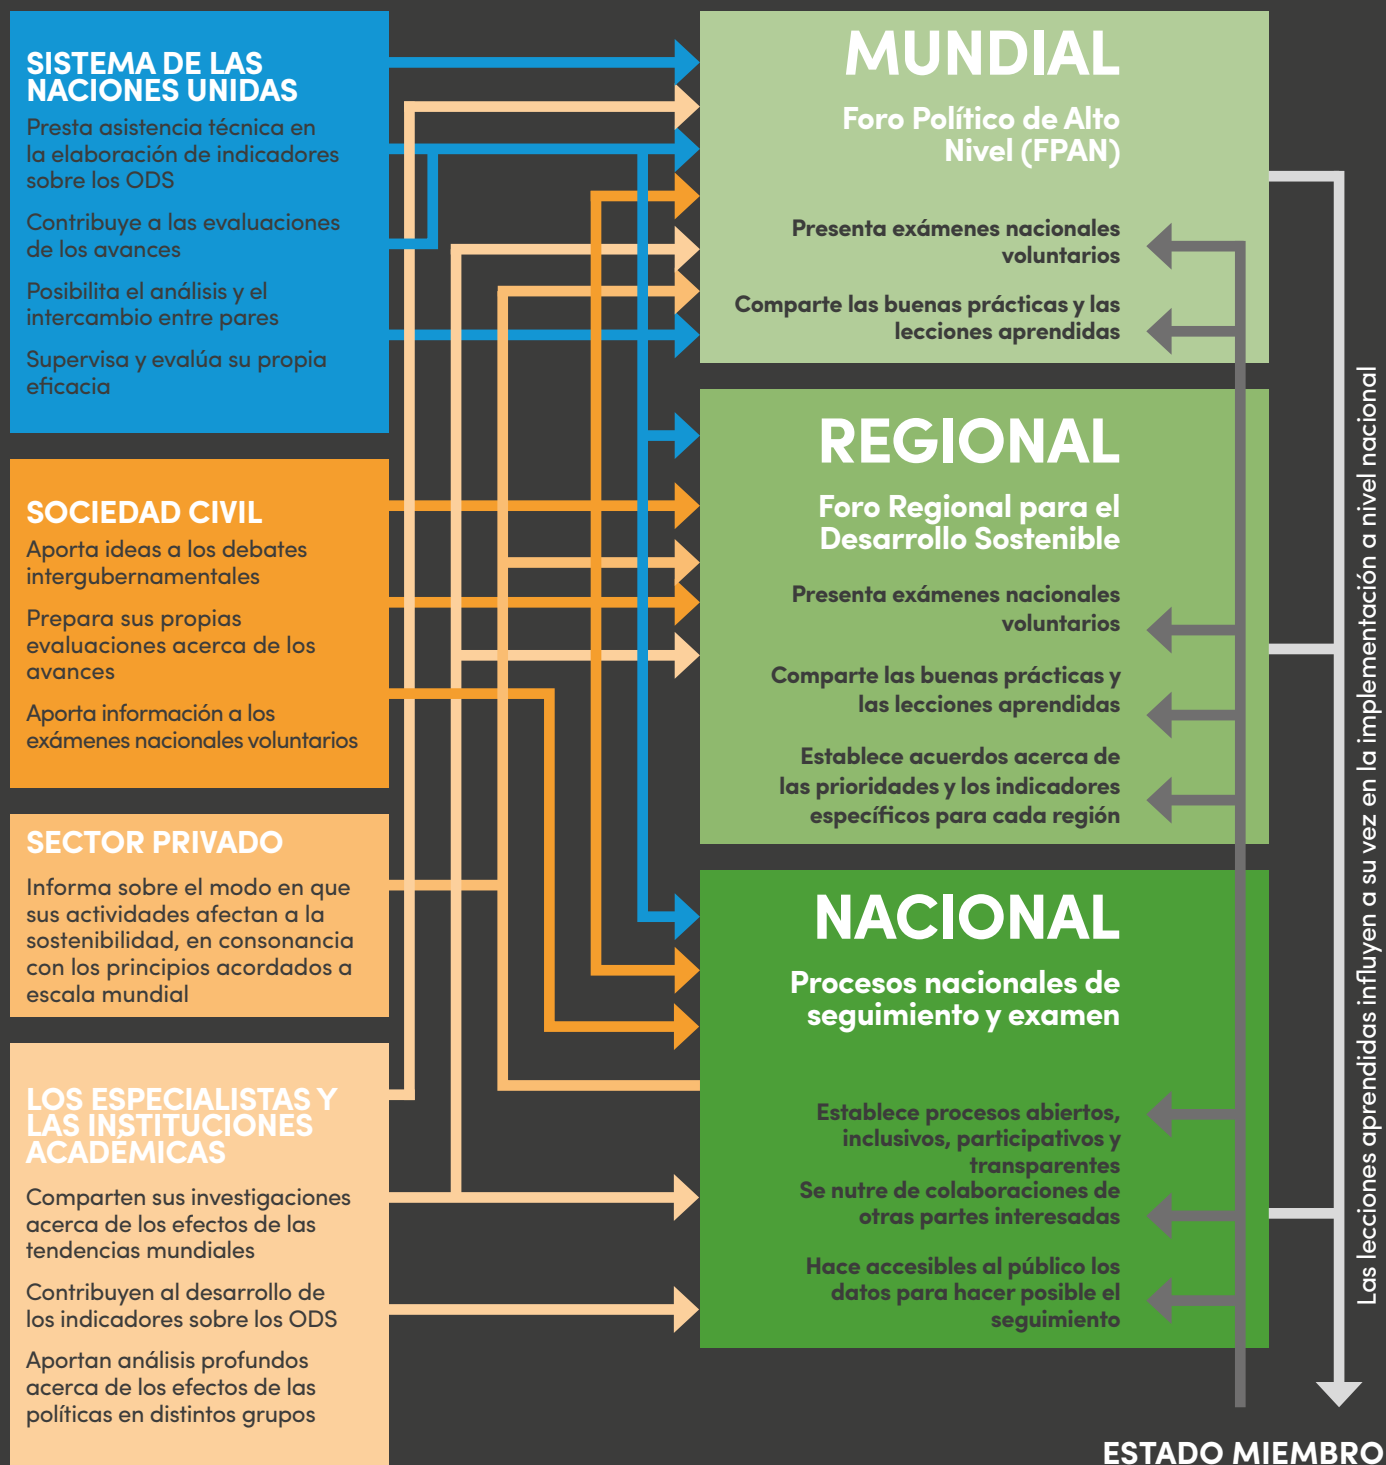 SISTEMA DE LAS
NACIONES UNIDAS
Presta asistencia técnica en
la elaboración de indicadores
sobre los ODS
Contribuye a las evaluaciones
de los avances
Posibilita el análisis y el
intercambio entre pares
Supervisa y evalúa su propia
eficacia
SOCIEDAD CIVIL
Aporta ideas a los debates
intergubernamentales
Prepara sus propias
evaluaciones acerca de los
avances
Aporta información a los
exámenes nacionales voluntarios
SECTOR PRIVADO
Informa sobre el modo en que
sus actividades afectan a la
sostenibilidad, en consonancia
con los principios acordados a
escala mundial
LOS ESPECIALISTAS Y
LAS INSTITUCIONES
ACADÉMICAS
Comparten sus investigaciones
acerca de los efectos de las
tendencias mundiales
Contribuyen al desarrollo de
los indicadores sobre los ODS
Aportan análisis profundos
acerca de los efectos de las
políticas en distintos grupos
MUNDIAL
Foro Político de Alto
Nivel (FPAN)
Presenta exámenes nacionales
voluntarios
Comparte las buenas prácticas y las
lecciones aprendidas
REGIONAL
Foro Regional para el
Desarrollo Sostenible
Presenta exámenes nacionales
voluntarios
Comparte las buenas prácticas y
las lecciones aprendidas
Establece acuerdos acerca de
las prioridades y los indicadores
específicos para cada región
NACIONAL
Procesos nacionales de
seguimiento y examen
Establece procesos abiertos,
inclusivos, participativos y
transparentes
Se nutre de colaboraciones de
otras partes interesadas
Hace accesibles al público los
datos para hacer posible el
seguimiento
Las lecciones aprendidas influyen a su vez en la implementación a nivel nacional
ESTADO MIEMBRO